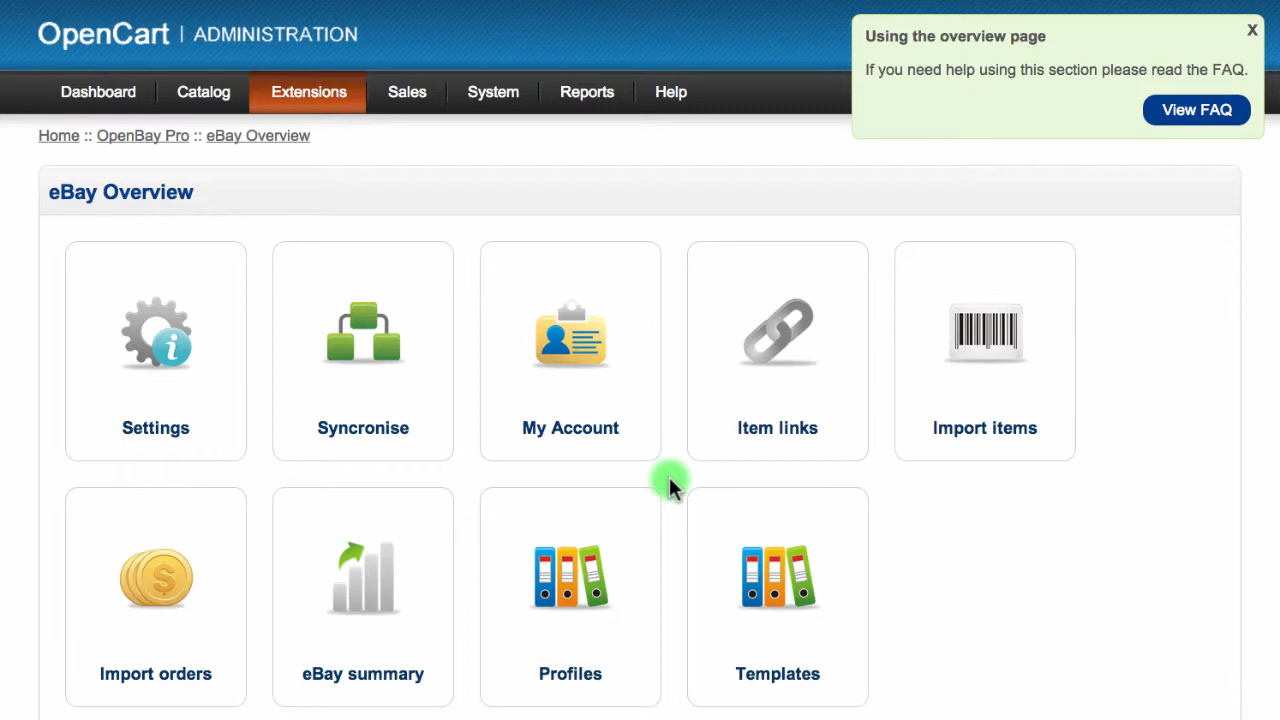 OpenCart | ADMINISTRATION
Using the overview page
X
If you need help using this section please read the FAQ.
View FAQ
Dashboard
Catalog
Extensions
Sales
System
Reports
Help
Home :: OpenBay Pro :: eBay Overview
eBay Overview
Settings
Syncronise
My Account
Item links
Import items
Import orders
eBay summary
Profiles
Templates